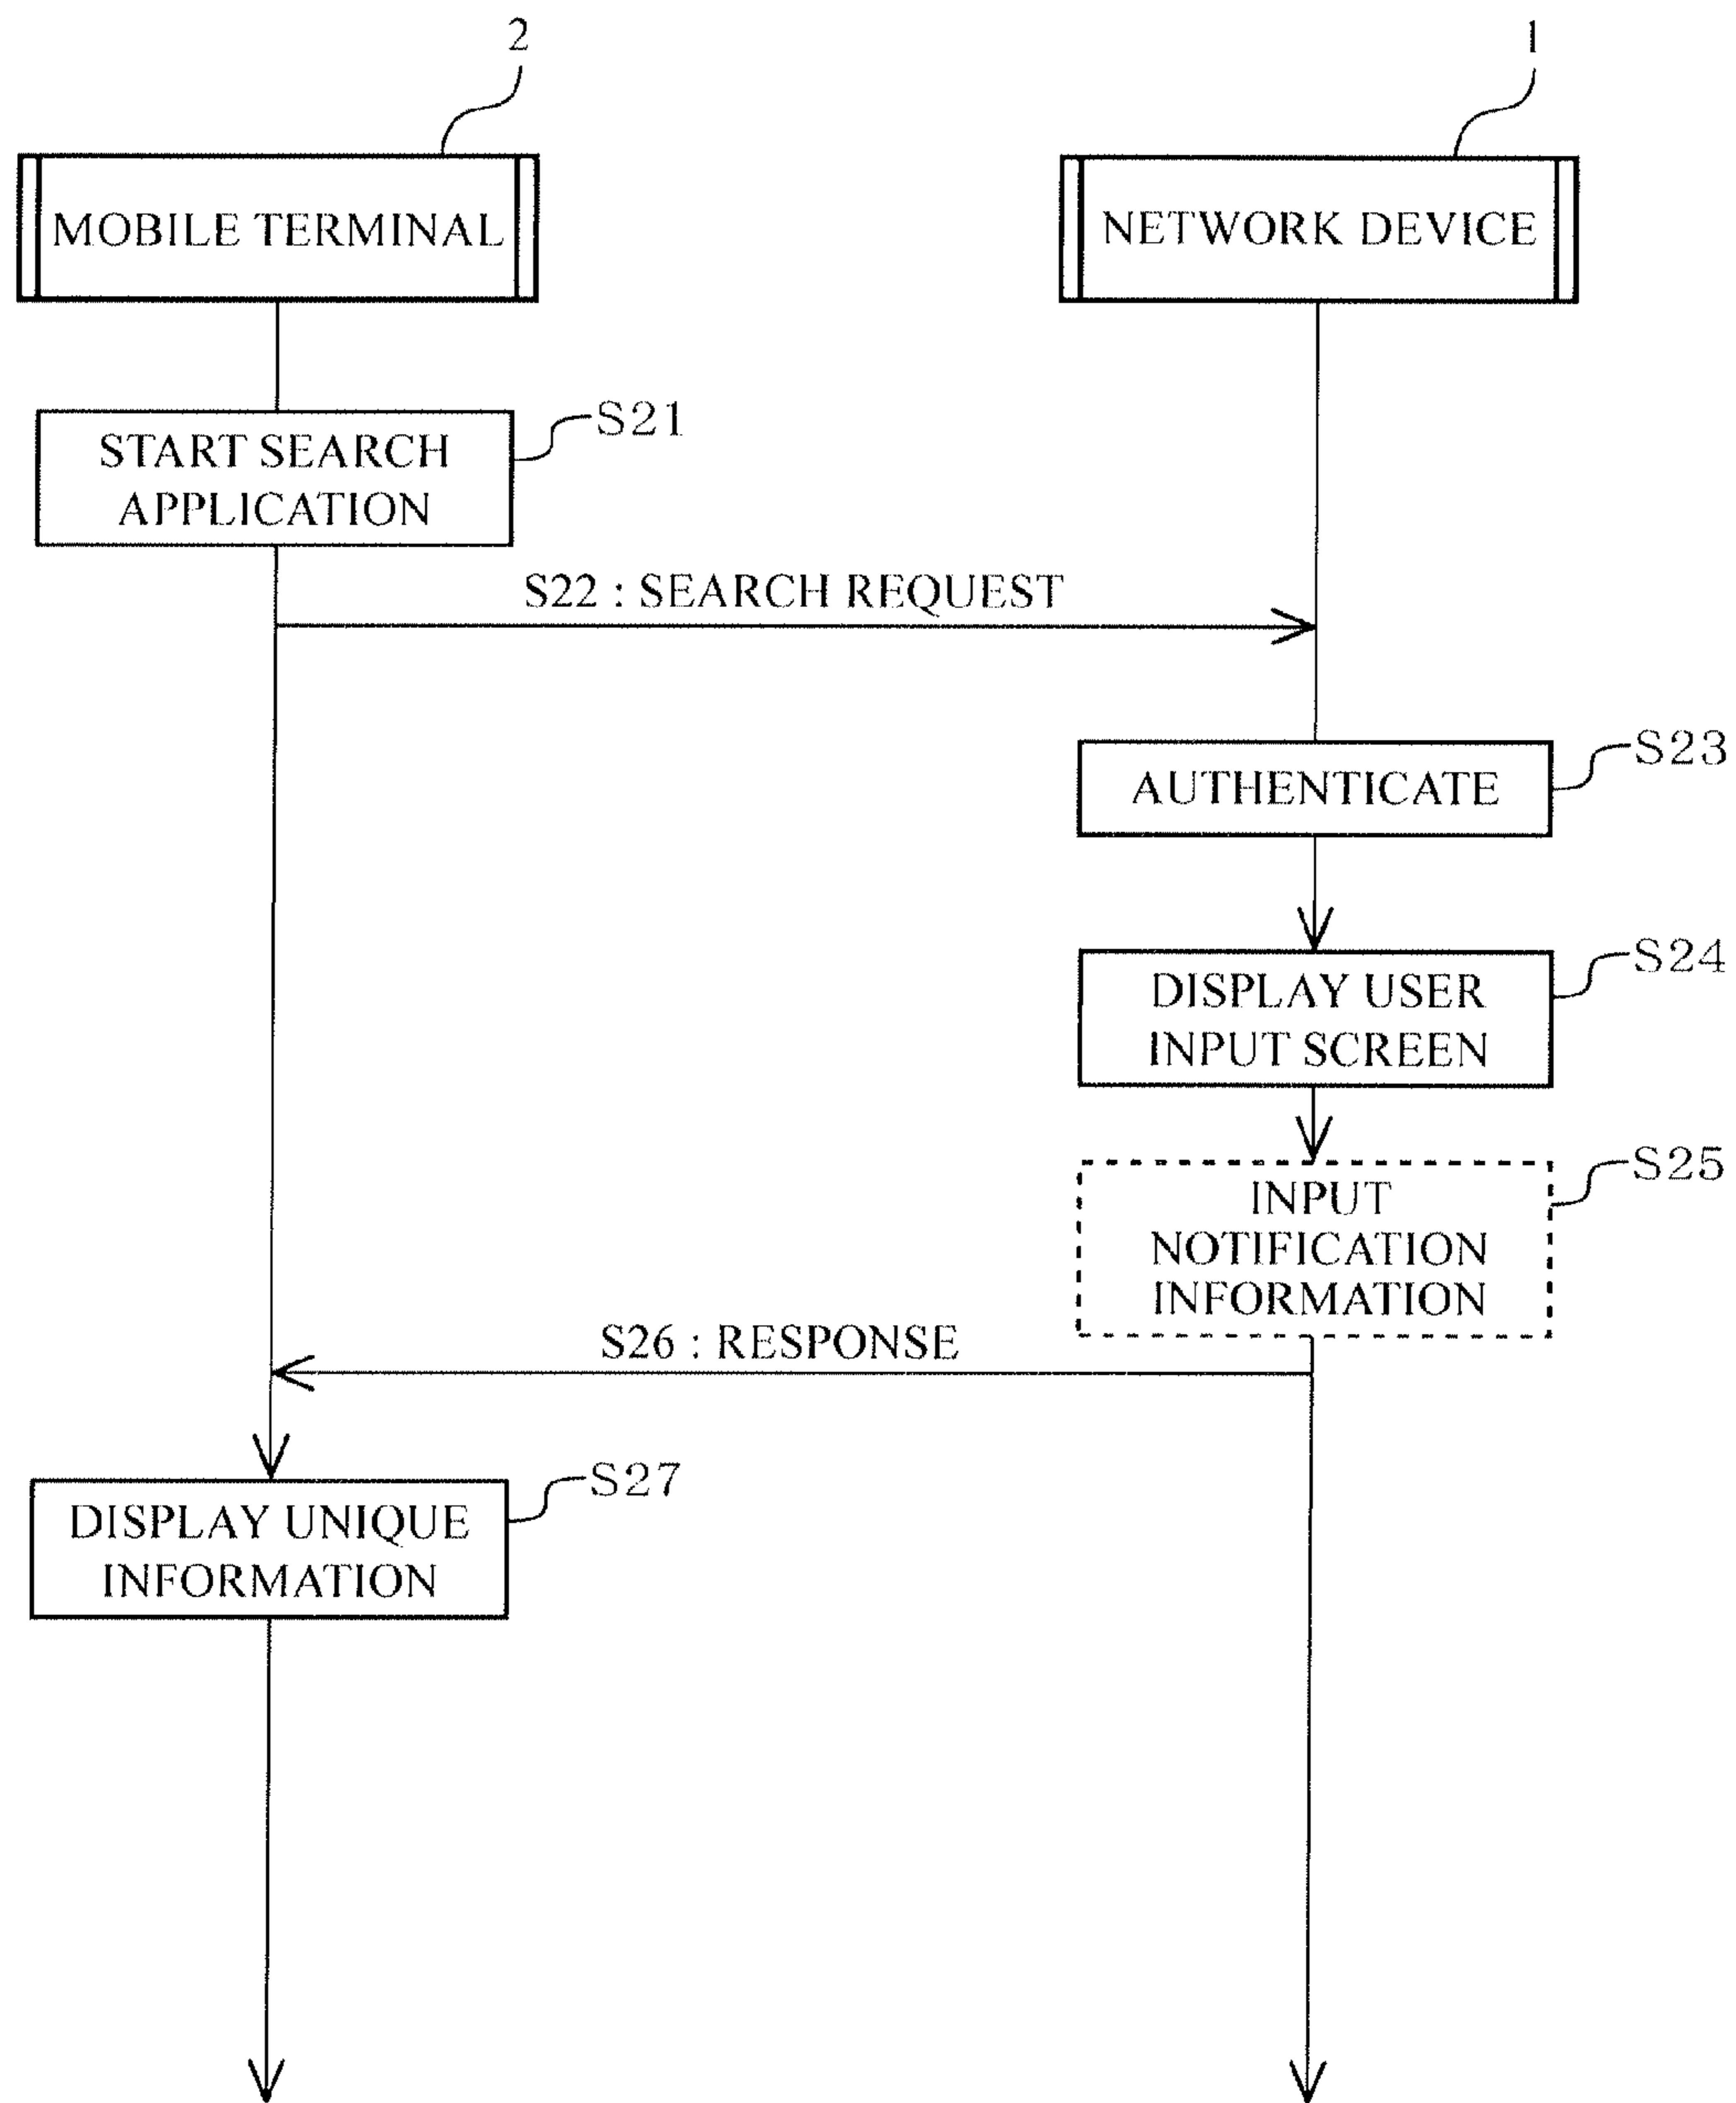 2
1
MOBILE TERMINAL
NETWORK DEVICE
START SEARCH
APPLICATION
S21
S22 : SEARCH REQUEST
AUTHENTICATE
S23
DISPLAY USER
INPUT SCREEN
S24
INPUT
NOTIFICATION
INFORMATION
S25
S26 : RESPONSE
DISPLAY UNIQUE
INFORMATION
S27